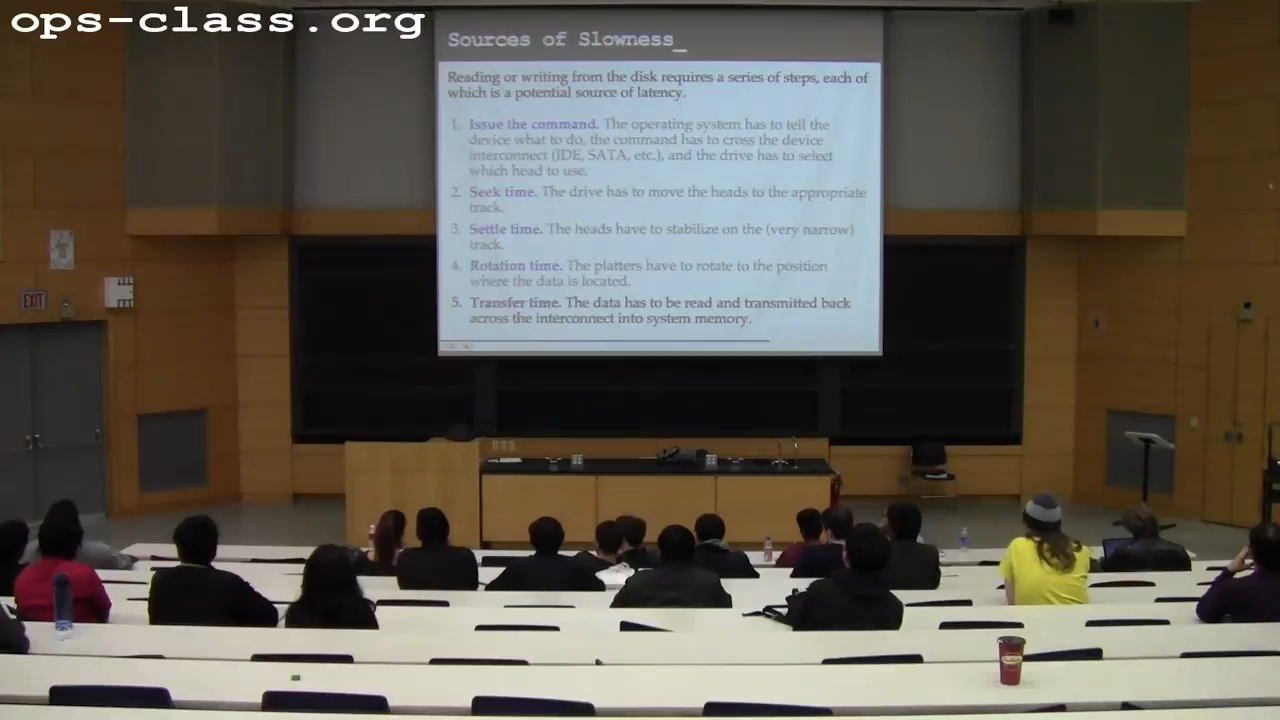 ops-class.org
Sources of Slowness_
Reading or writing from the disk requires a series of steps, each of
which is a potential source of latency.
1. Issue the command. The operating system has to tell the
device what to do, the command has to cross the device
interconnect (IDE, SATA, etc.), and the drive has to select
which head to use.
2. Seek time. The drive has to move the heads to the appropriate
track.
3. Settle time. The heads have to stabilize on the (very narrow)
track.
4. Rotation time. The platters have to rotate to the position
where the data is located.
5. Transfer time. The data has to be read and transmitted back
across the interconnect into system memory.
EXIT